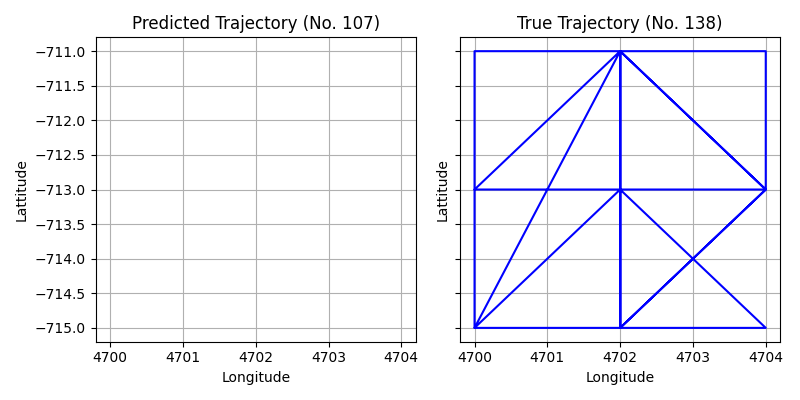 Predicted Trajectory (No. 107)
True Trajectory (No. 138)
−711.0
−711.5
−712.0
−712.5
−713.0
−713.5
−714.0
−714.5
−715.0
Lattitude
Lattitude
4700 4701 4702 4703 4704
4700 4701 4702 4703 4704
Longitude
Longitude